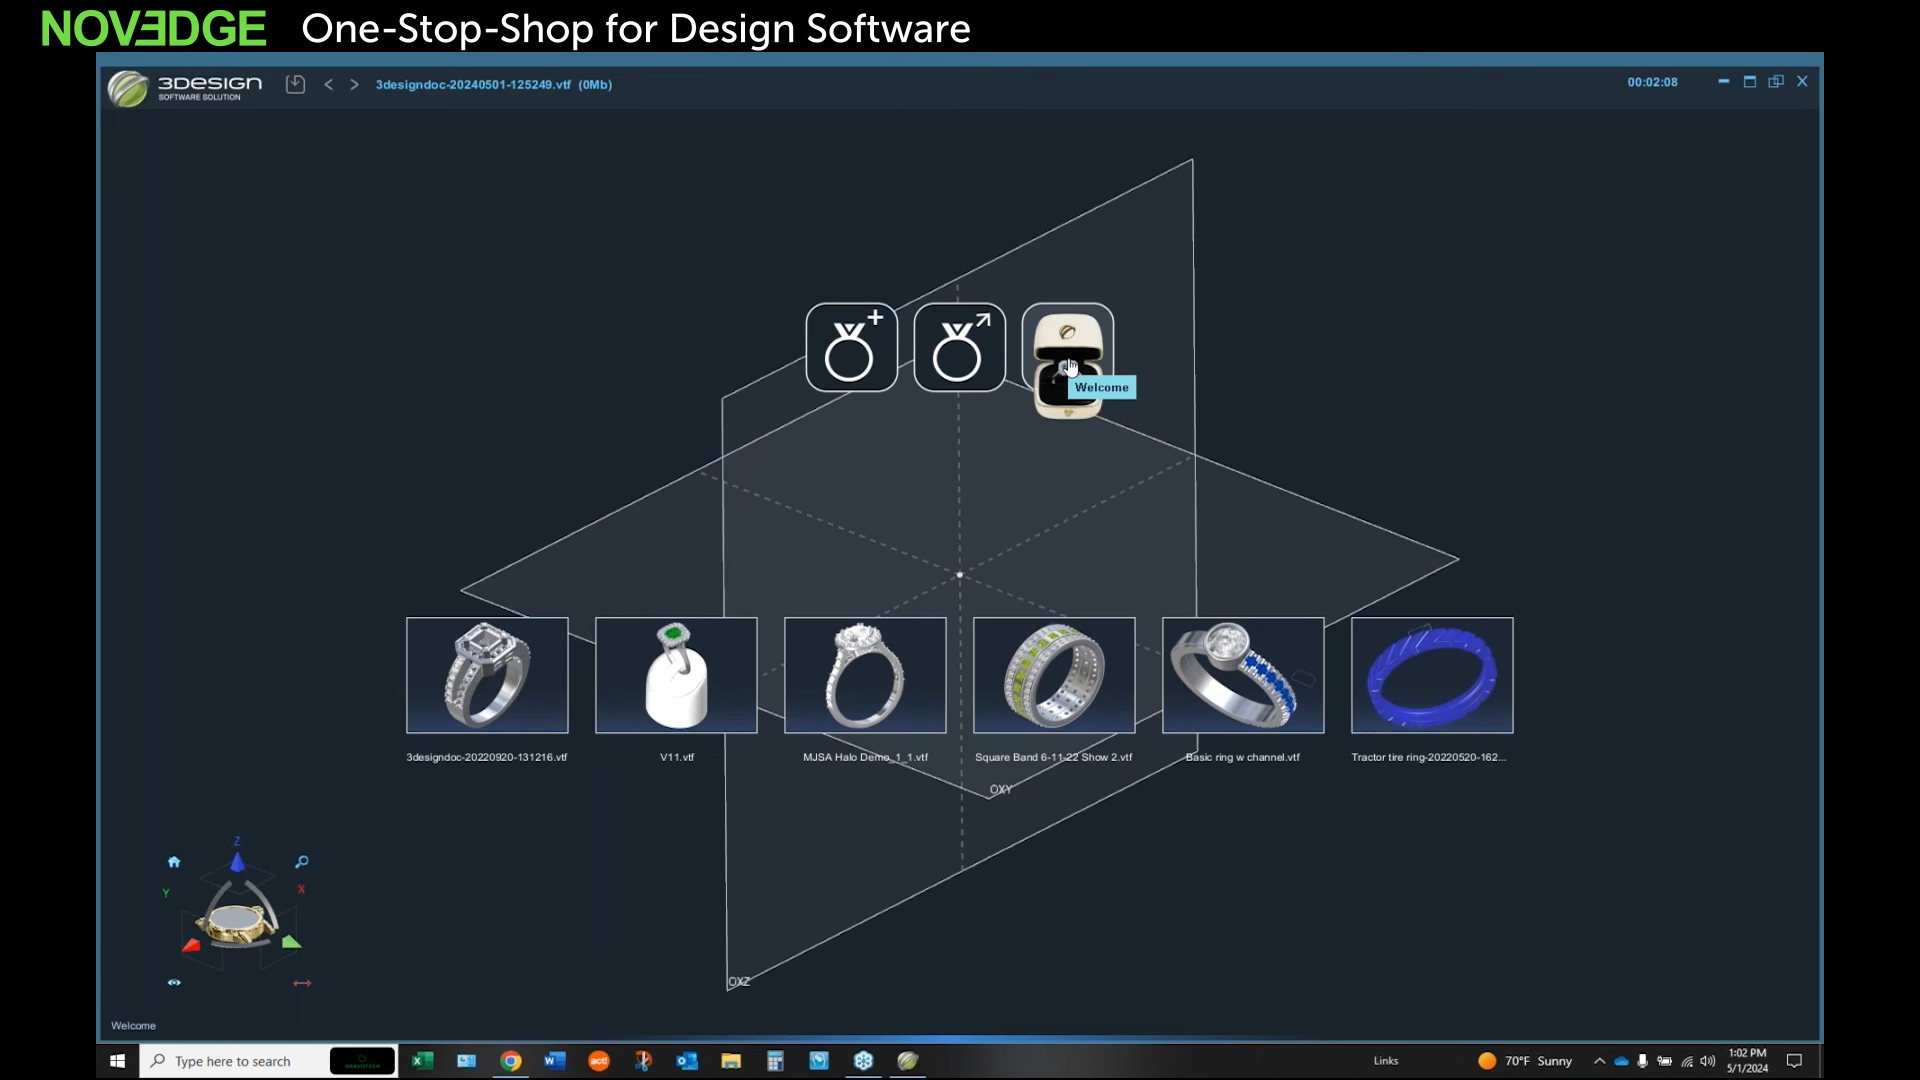 NOVEDGE One-Stop-Shop for Design Software
3DESIGN
SOFTWARE SOLUTION
3designdoc-20240501-125249.vtf (0Mb)
00:02:08
Welcome
3designdoc-20220920-131216.vtf
V11.vtf
MJSA Halo Demo_1_1.vtf
Square Band 6-11-22 Show 2.vtf
Basic ring w channel.vtf
Tractor tire ring-20220520-162...
OXY
Z
Y
X
OXZ
Welcome
Type here to search
act!
Links
70°F Sunny
1:02 PM
5/1/2024